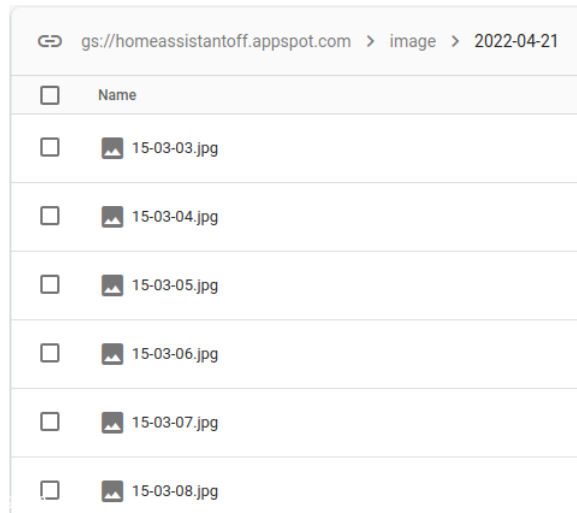 gs://homeassistantoff.appspot.com > image > 2022-04-21
Name
15-03-03.jpg
15-03-04.jpg
15-03-05.jpg
15-03-06.jpg
15-03-07.jpg
15-03-08.jpg